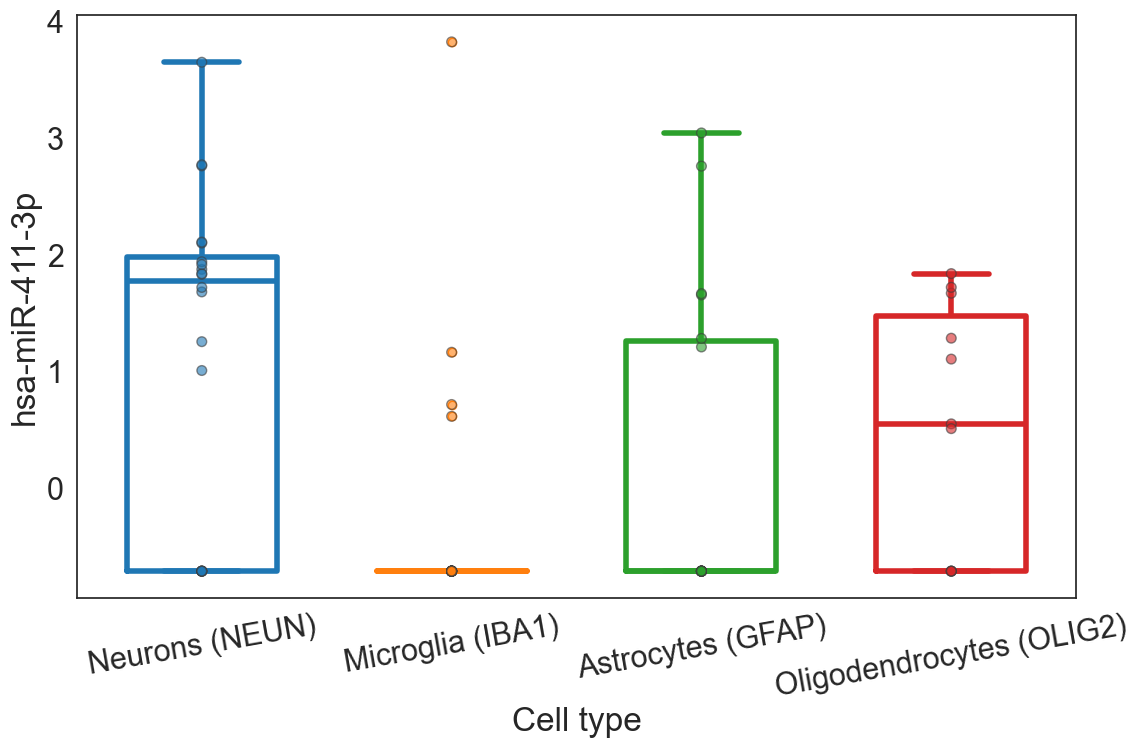 hsa-miR-411-3p
4
3
2
1
0
Neurons (NEUN)
Microglia (IBA1)
Astrocytes (GFAP)
Oligodendrocytes (OLIG2)
Cell type